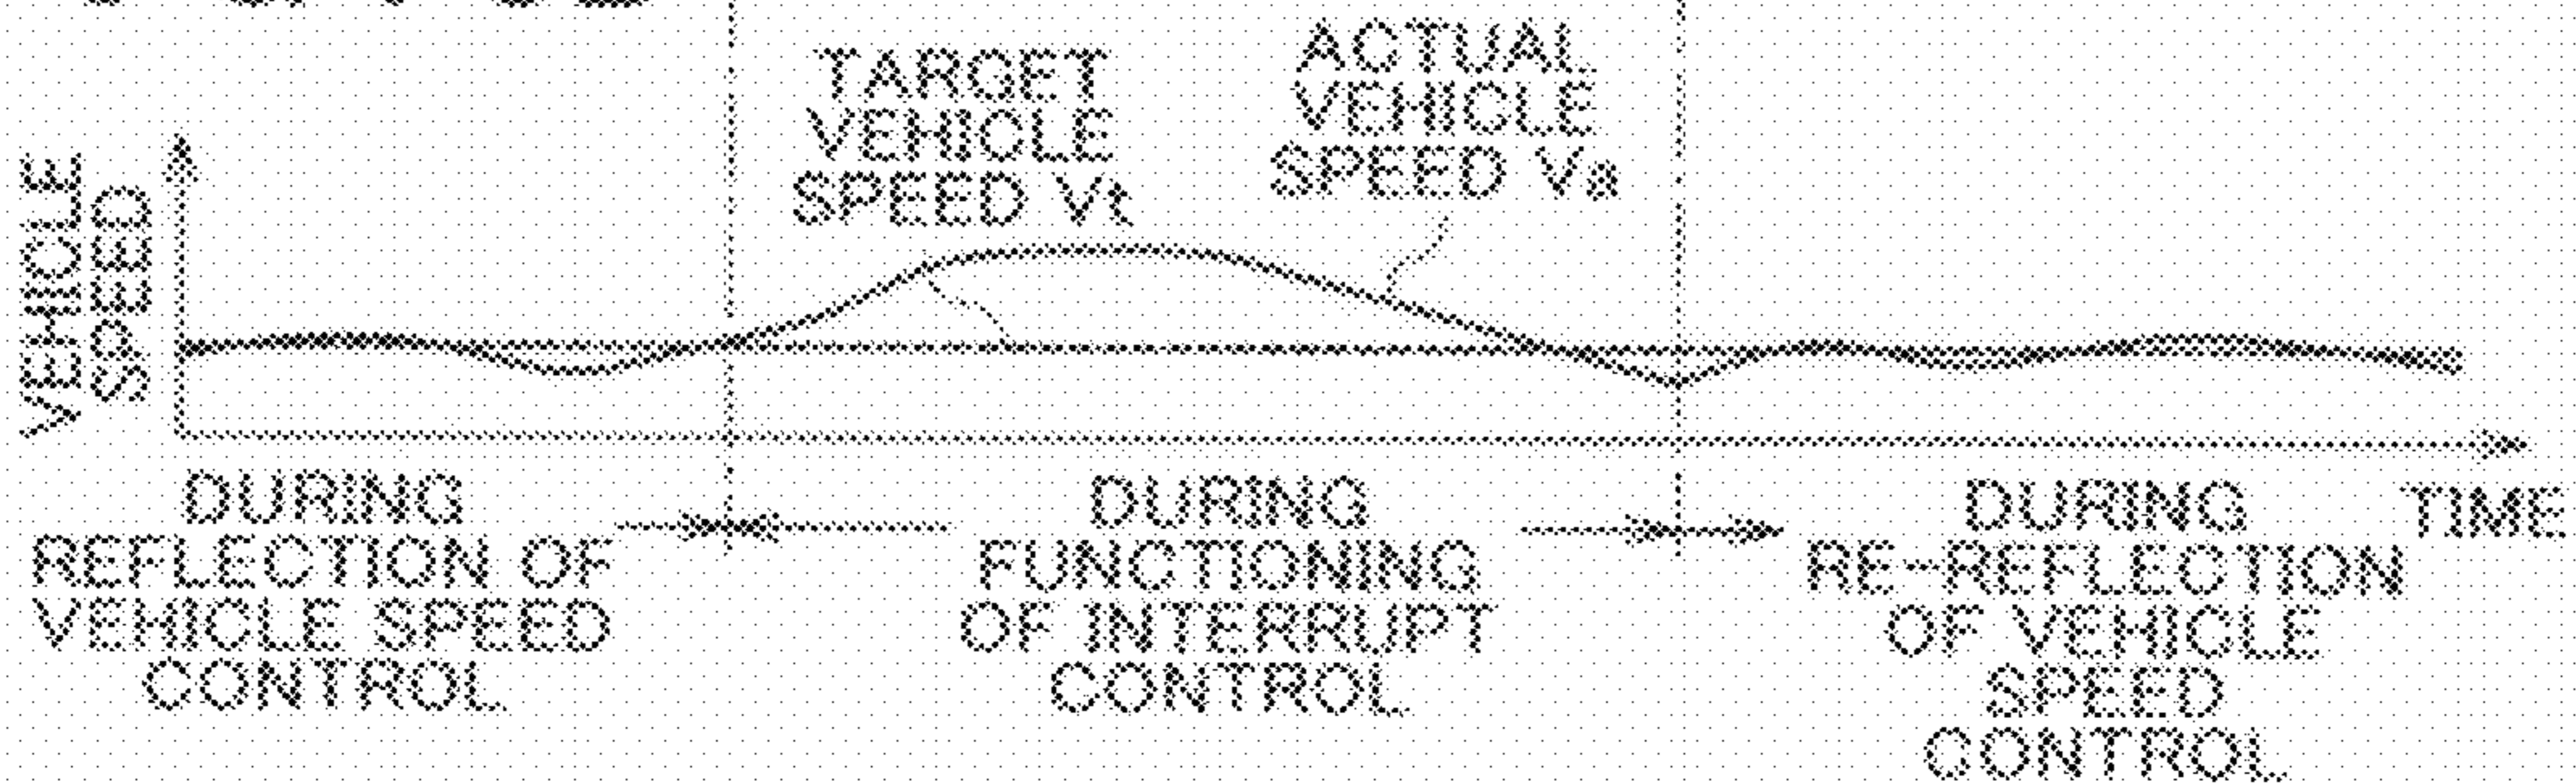 TARGET
VEHICLE
SPEED Vt
ACTUAL
VEHICLE
SPEED Va
VEHICLE
SPEED
DURING
REFLECTION OF
VEHICLE SPEED
CONTROL
DURING
FUNCTIONING
OF INTERRUPT
CONTROL
DURING
RE-REFLECTION
OF VEHICLE
SPEED
CONTROL
TIME